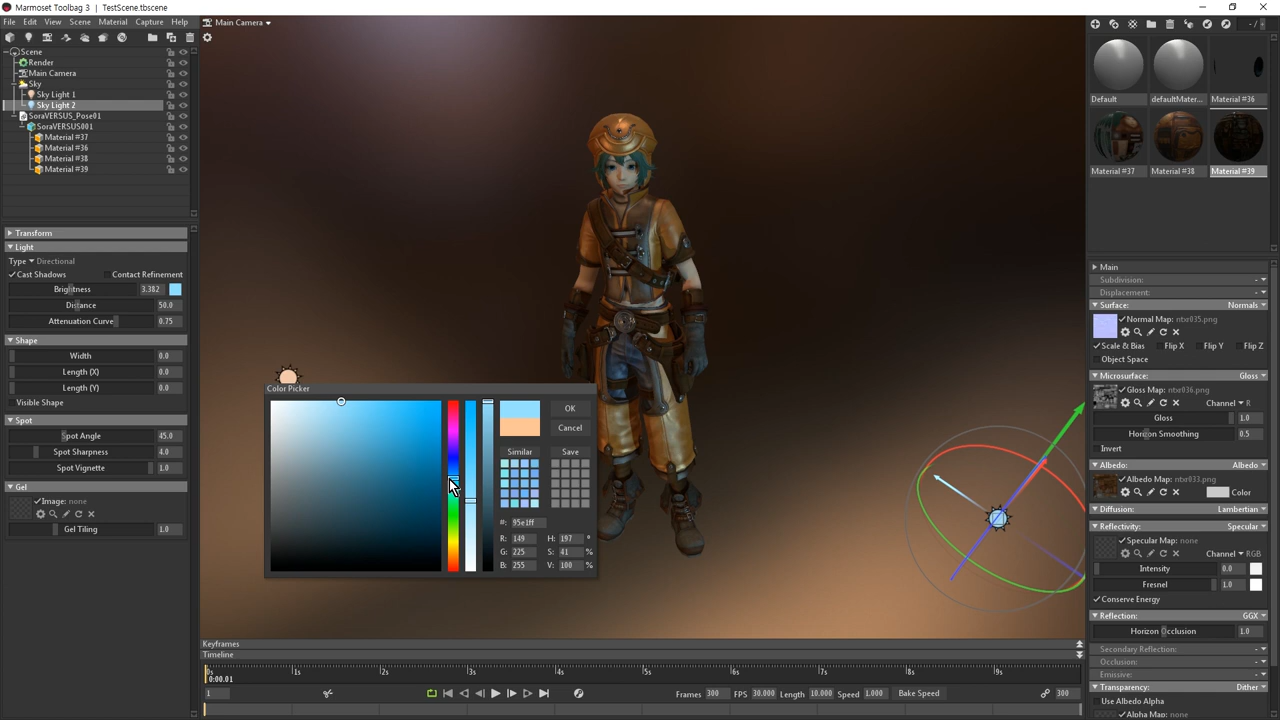 Marmoset Toolbag 3 | TestScene.tbscene
File Edit View Scene Material Capture Help
Main Camera
Scene
Render
Main Camera
Sky
Sky Light 1
Sky Light 2
SoraVERSUS_Pose01
SoraVERSUS001
Material #37
Material #36
Material #38
Material #39
Transform
Light
Type Directional
Cast Shadows Contact Refinement
Brightness 3.382
Distance 50.0
Attenuation Curve 0.75
Shape
Width 0.0
Length (X) 0.0
Length (Y) 0.0
Visible Shape
Spot
Spot Angle 45.0
Spot Sharpness 4.0
Spot Vignette 1.0
Gel
Image: none
Gel Tiling 1.0
Color Picker
OK
Cancel
Similar Save
#: 95e1ff
R: 149 H: 197 °
G: 225 S: 41 %
B: 255 V: 100 %
Keyframes
Timeline
0s 1s 2s 3s 4s 5s 6s 7s 8s 9s
0:00.01
1 Frames 300 FPS 30.000 Length 10.000 Speed 1.000 Bake Speed 300
- /
Default defaultMater... Material #36
Material #37 Material #38 Material #39
Main
Subdivision: -
Displacement: -
Surface: Normals
Normal Map: ntxr035.png
Scale & Bias Flip X Flip Y Flip Z
Object Space
Microsurface: Gloss
Gloss Map: ntxr036.png
Channel R
Gloss 1.0
Horizon Smoothing 0.5
Invert
Albedo: Albedo
Albedo Map: ntxr033.png
Color
Diffusion: Lambertian
Reflectivity: Specular
Specular Map: none
Channel RGB
Intensity 0.0
Fresnel 1.0
Conserve Energy
Reflection: GGX
Horizon Occlusion 1.0
Secondary Reflection: -
Occlusion: -
Emissive: -
Transparency: Dither
Use Albedo Alpha
Alpha Map: none